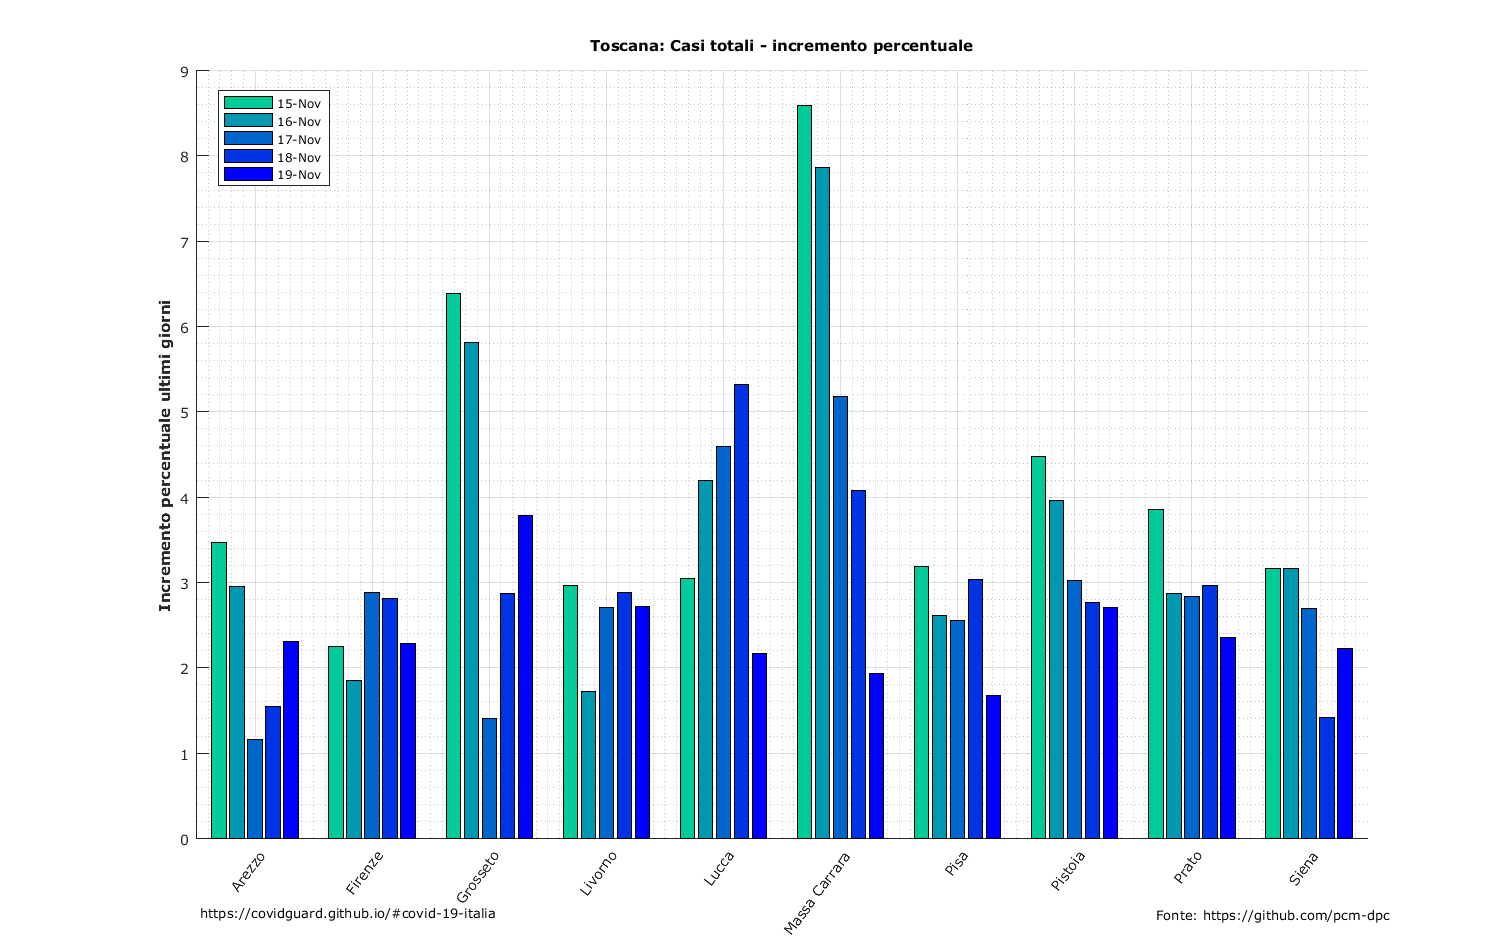 Toscana: Casi totali - incremento percentuale
Incremento percentuale ultimi giorni
9
8
7
6
5
4
3
2
1
0
15-Nov
16-Nov
17-Nov
18-Nov
19-Nov
Arezzo
Firenze
Grosseto
Livorno
Lucca
Massa Carrara
Pisa
Pistoia
Prato
Siena
https://covidguard.github.io/#covid-19-italia
Fonte: https://github.com/pcm-dpc